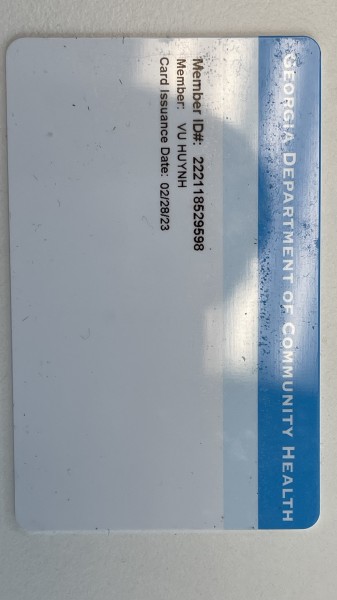 GEORGIA DEPARTMENT OF COMMUNITY HEALTH
Member ID#: 222118529598
Member: VU HUYNH
Card Issuance Date: 02/28/23